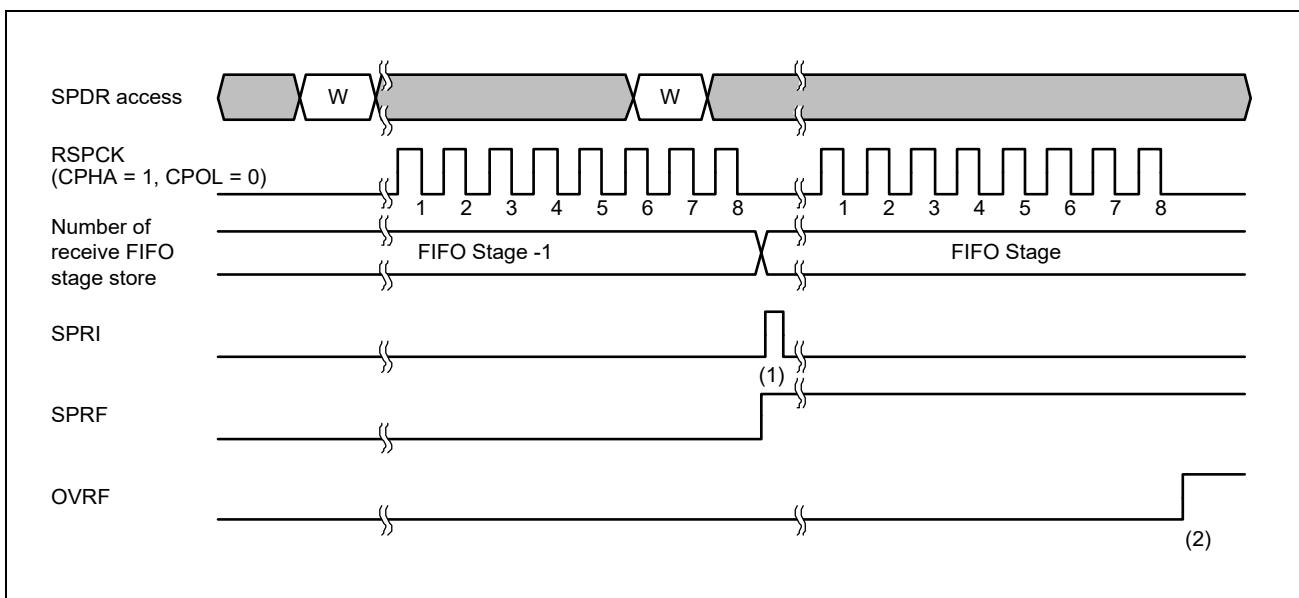 SPDR access
W
W
RSPCK
(CPHA = 1, CPOL = 0)
1 2 3 4 5 6 7 8
1 2 3 4 5 6 7 8
Number of
receive FIFO
stage store
FIFO Stage -1
FIFO Stage
SPRI
(1)
SPRF
OVRF
(2)